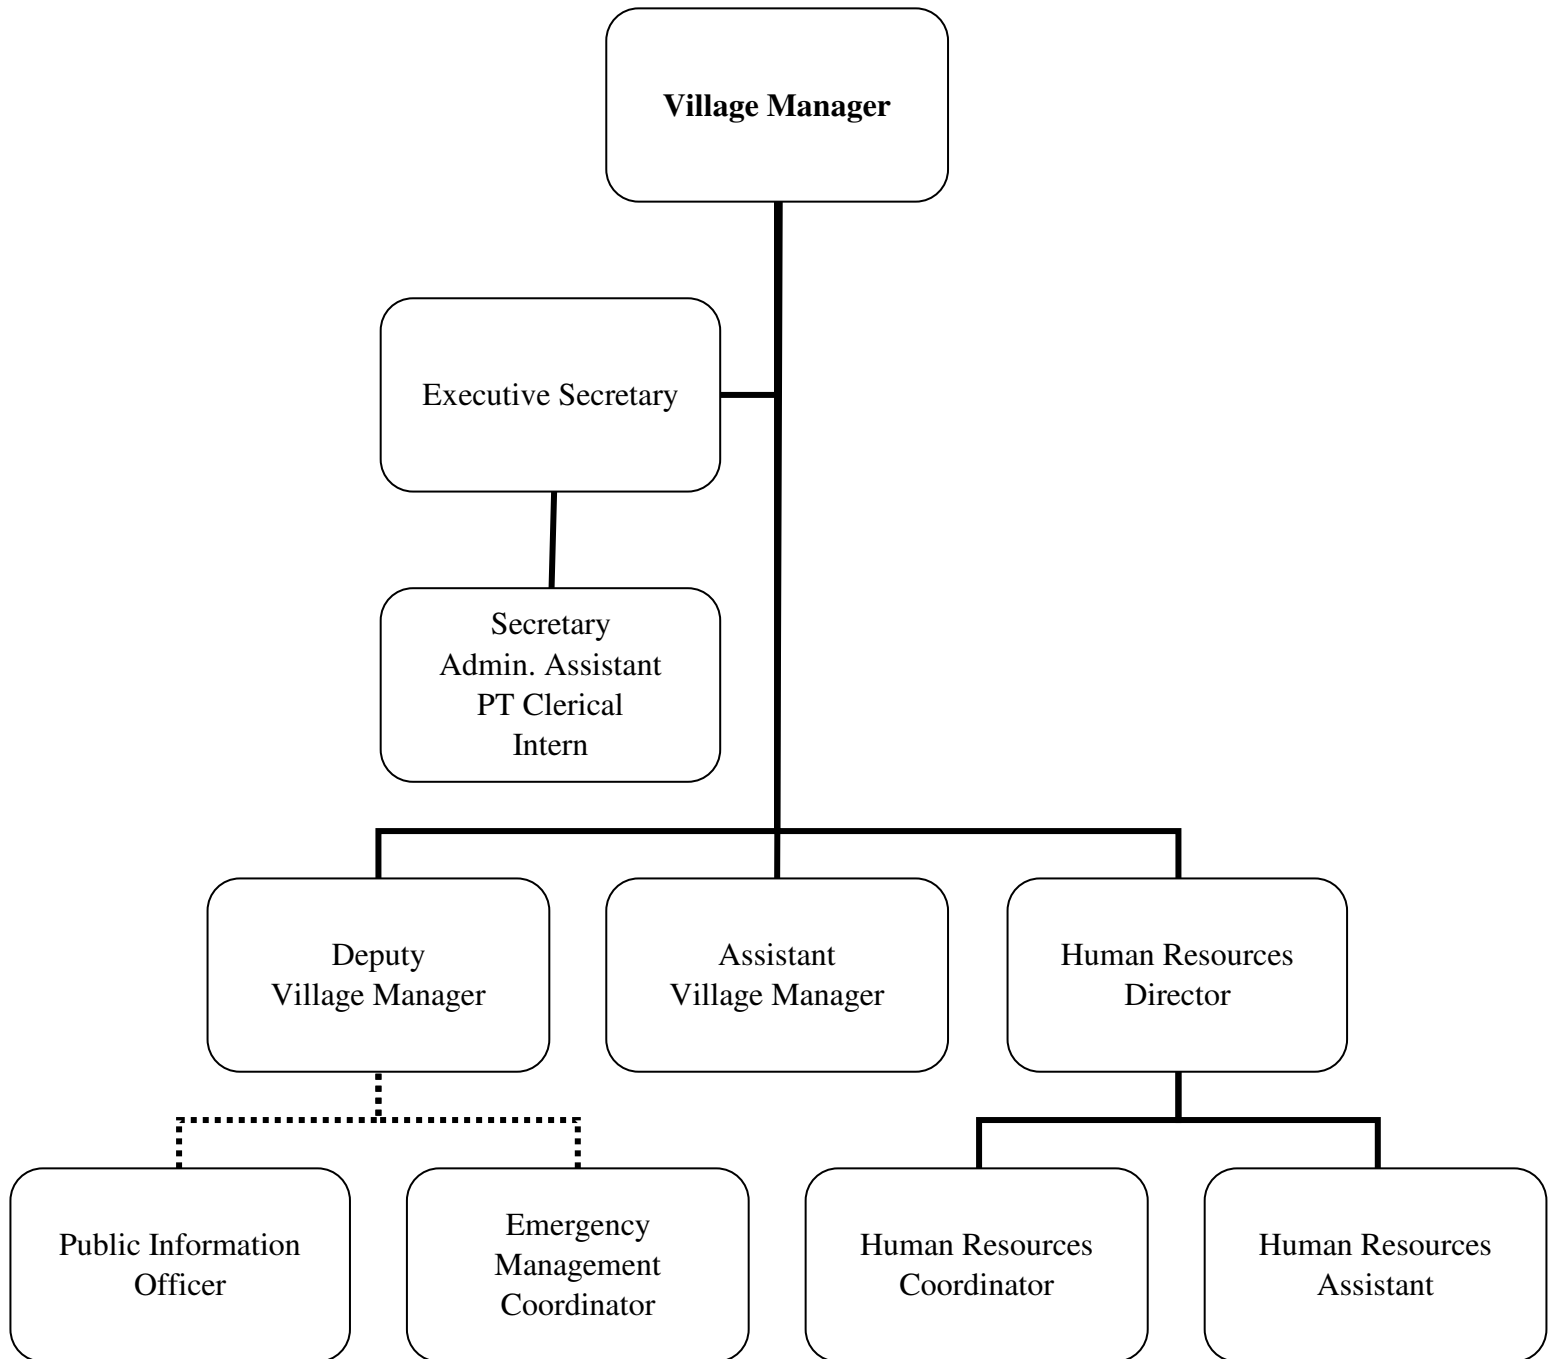 Village Manager
Executive Secretary
Secretary
Admin. Assistant
PT Clerical
Intern
Deputy
Village Manager
Assistant
Village Manager
Human Resources
Director
Public Information
Officer
Emergency
Management
Coordinator
Human Resources
Coordinator
Human Resources
Assistant